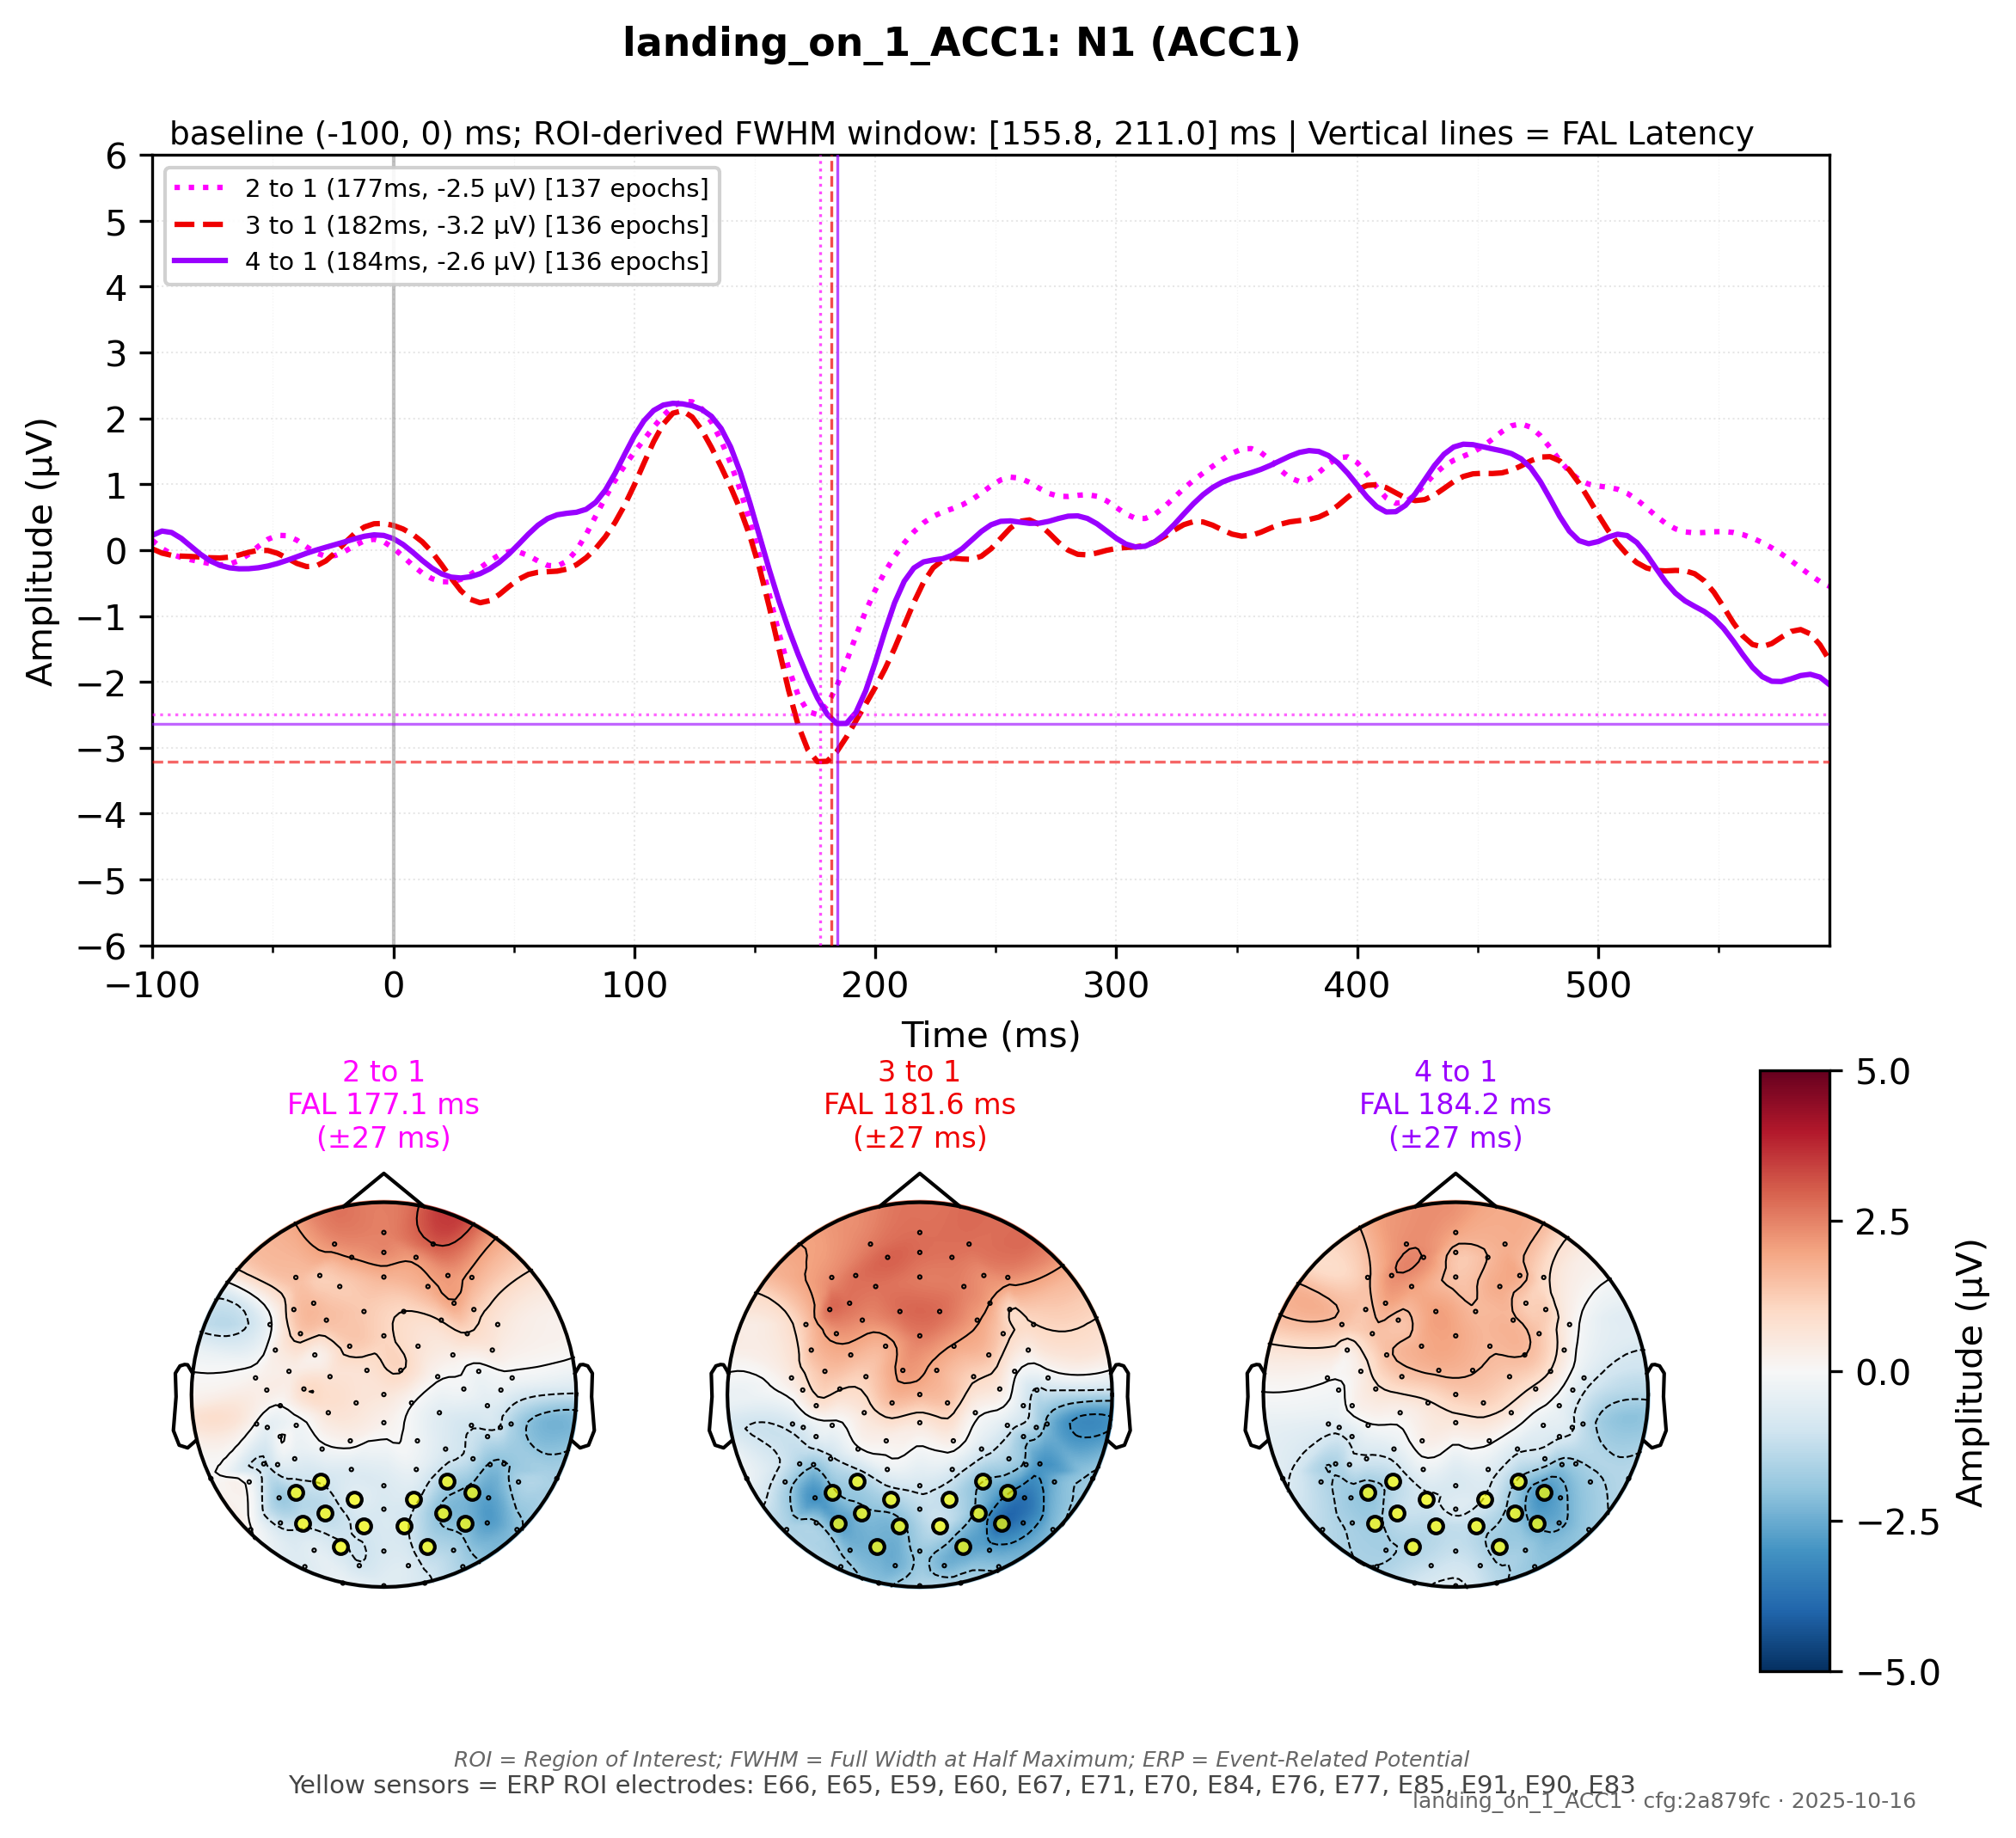 landing_on_1_ACC1: N1 (ACC1)
baseline (-100, 0) ms; ROI-derived FWHM window: [155.8, 211.0] ms | Vertical lines = FAL Latency
2 to 1 (177ms, -2.5 µV) [137 epochs]
3 to 1 (182ms, -3.2 µV) [136 epochs]
4 to 1 (184ms, -2.6 µV) [136 epochs]
Amplitude (µV)
6
5
4
3
2
1
0
−1
−2
−3
−4
−5
−6
−100 0 100 200 300 400 500
Time (ms)
2 to 1
FAL 177.1 ms
(±27 ms)
3 to 1
FAL 181.6 ms
(±27 ms)
4 to 1
FAL 184.2 ms
(±27 ms)
5.0
2.5
0.0
−2.5
−5.0
Amplitude (µV)
ROI = Region of Interest; FWHM = Full Width at Half Maximum; ERP = Event-Related Potential
Yellow sensors = ERP ROI electrodes: E66, E65, E59, E60, E67, E71, E70, E84, E76, E77, E85, E91, E90, E83
landing_on_1_ACC1 · cfg:2a879fc · 2025-10-16